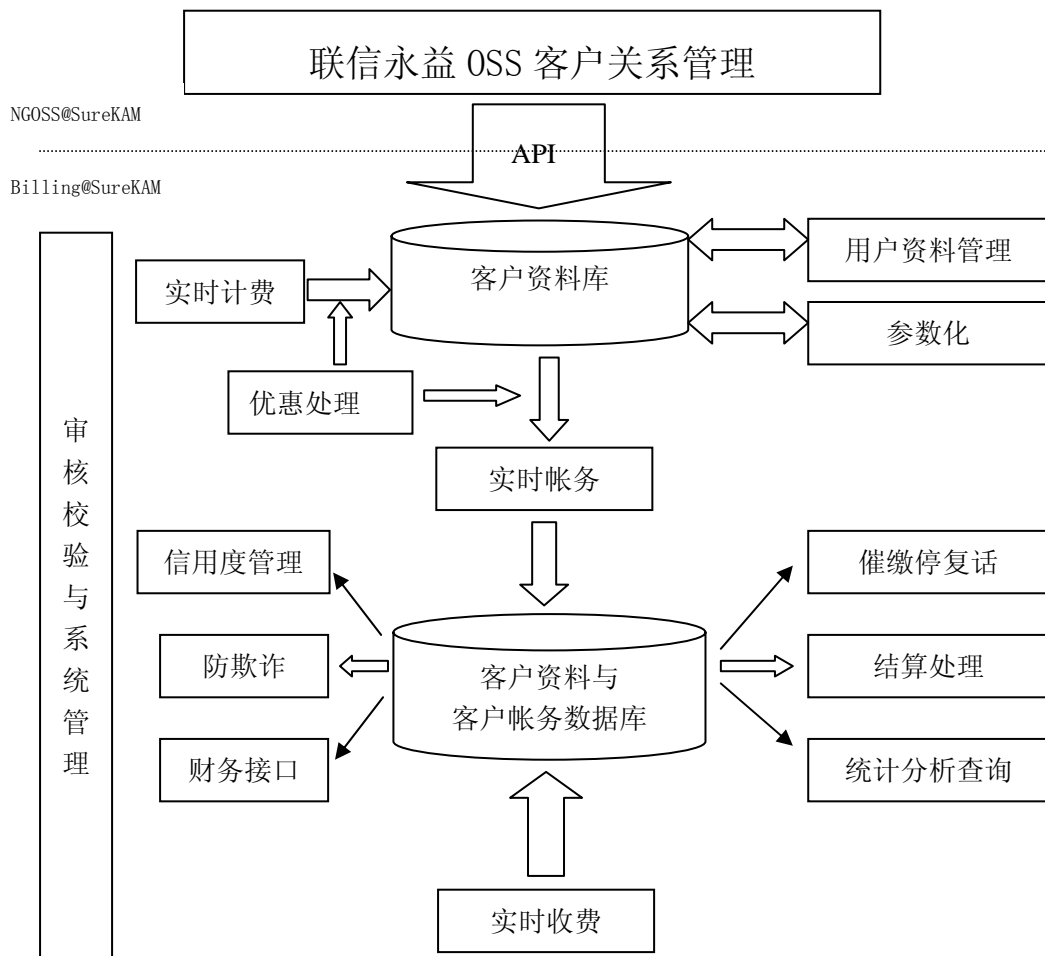 联信永益 OSS 客户关系管理
NGOSS@SureKAM
API
Billing@SureKAM
客户资料库
用户资料管理
实时计费
参数化
优惠处理
实时帐务
审核校验与系统管理
信用度管理
催缴停复话
防欺诈
客户资料与
客户帐务数据库
结算处理
财务接口
统计分析查询
实时收费